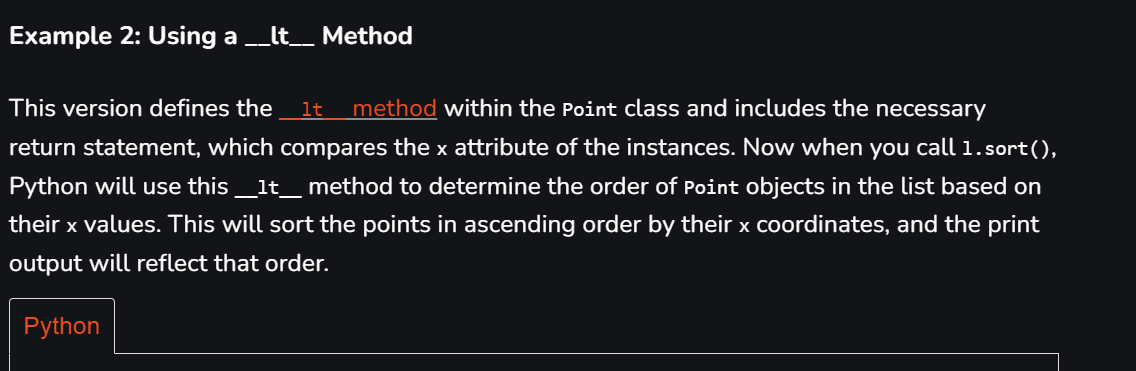 Example 2: Using a __lt__ Method
This version defines the __lt__ method within the Point class and includes the necessary
return statement, which compares the x attribute of the instances. Now when you call l.sort(),
Python will use this __lt__ method to determine the order of Point objects in the list based on
their x values. This will sort the points in ascending order by their x coordinates, and the print
output will reflect that order.
Python